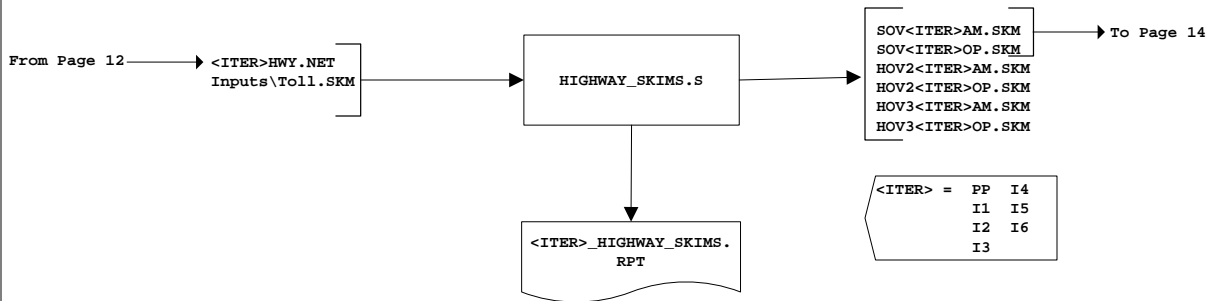 From Page 12
<ITER>HWY.NET
Inputs\Toll.SKM
HIGHWAY_SKIMS.S
SOV<ITER>AM.SKM
SOV<ITER>OP.SKM
HOV2<ITER>AM.SKM
HOV2<ITER>OP.SKM
HOV3<ITER>AM.SKM
HOV3<ITER>OP.SKM
To Page 14
<ITER>_HIGHWAY_SKIMS.
RPT
<ITER> = PP I4
I1 I5
I2 I6
I3